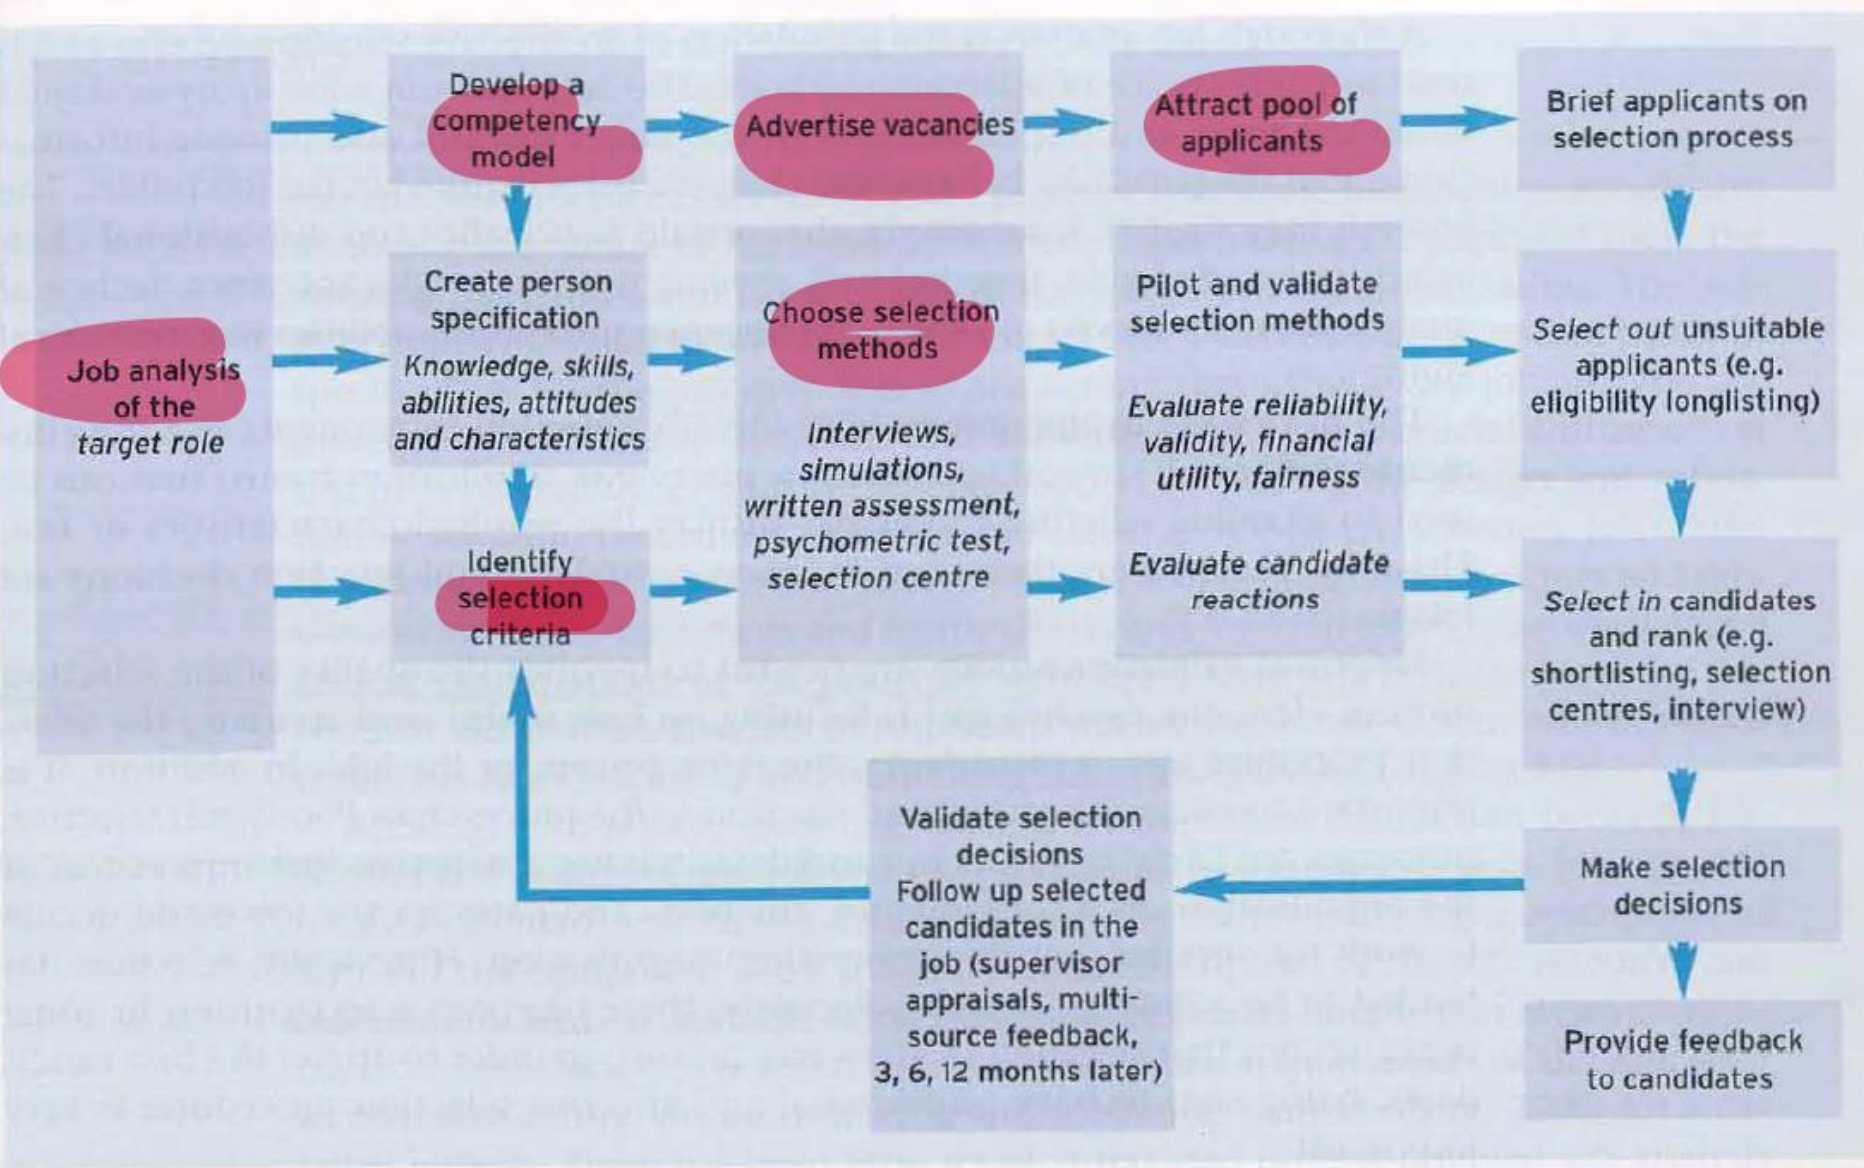 Job analysis
of the
target role
Develop a
competency
model
Advertise vacancies
Attract pool of
applicants
Brief applicants on
selection process
Create person
specification
Knowledge, skills,
abilities, attitudes
and characteristics
Choose selection
methods
Interviews,
simulations,
written assessment,
psychometric test,
selection centre
Pilot and validate
selection methods
Evaluate reliability,
validity, financial
utility, fairness
Evaluate candidate
reactions
Select out unsuitable
applicants (e.g.
eligibility longlisting)
Identify
selection
criteria
Select in candidates
and rank (e.g.
shortlisting, selection
centres, interview)
Validate selection
decisions
Follow up selected
candidates in the
job (supervisor
appraisals, multi-
source feedback,
3, 6, 12 months later)
Make selection
decisions
Provide feedback
to candidates